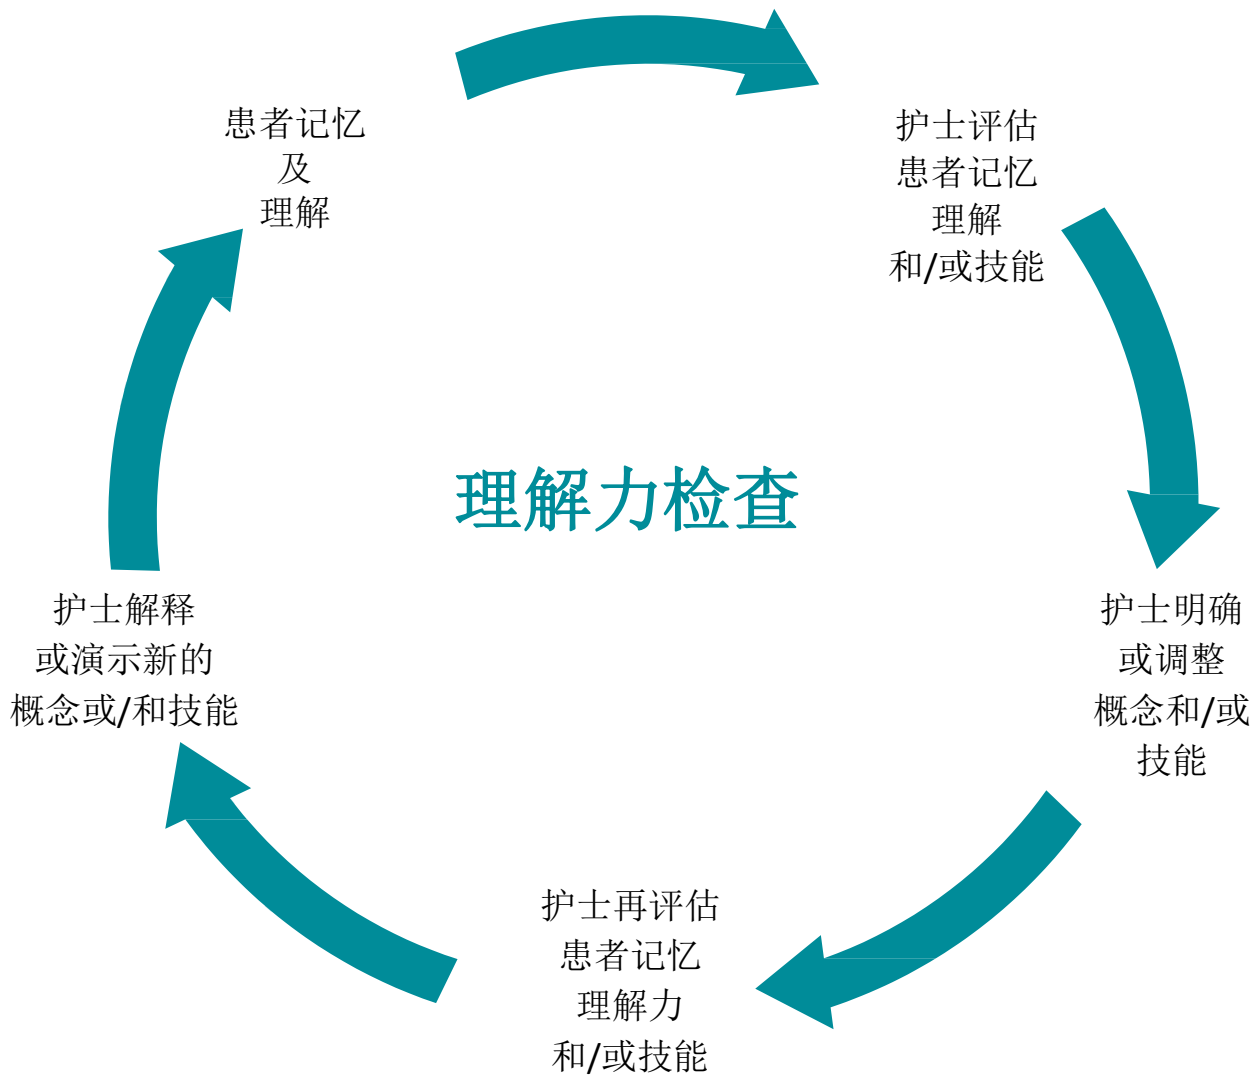 患者记忆
及
理解
护士评估
患者记忆
理解
和/或技能
理解力检查
护士解释
或演示新的
概念或/和技能
护士明确
或调整
概念和/或
技能
护士再评估
患者记忆
理解力
和/或技能